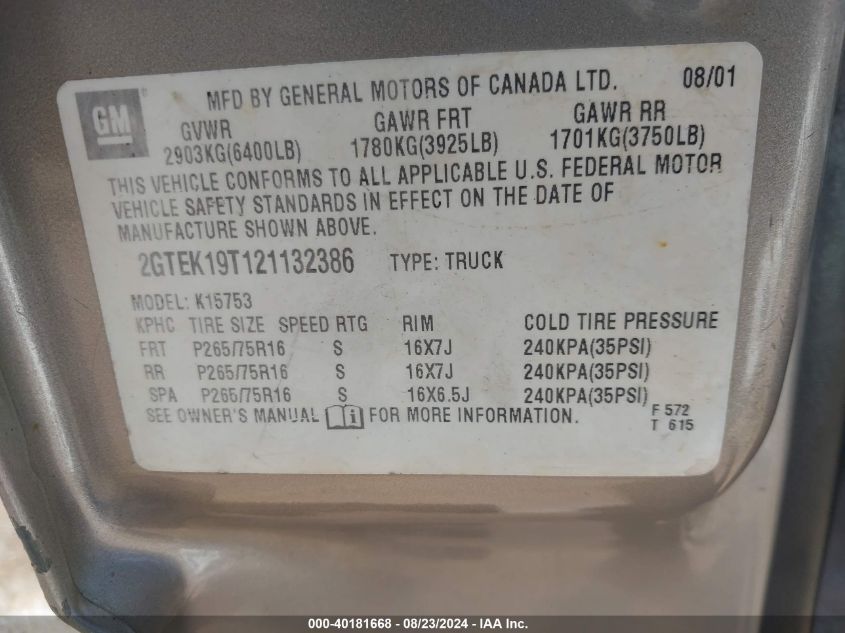 GM® MFD BY GENERAL MOTORS OF CANADA LTD. 08/01
GVWR GAWR FRT GAWR RR
2903KG(6400LB) 1780KG(3925LB) 1701KG(3750LB)
THIS VEHICLE CONFORMS TO ALL APPLICABLE U.S. FEDERAL MOTOR
VEHICLE SAFETY STANDARDS IN EFFECT ON THE DATE OF
MANUFACTURE SHOWN ABOVE.
2GTEK19T121132386 TYPE: TRUCK
MODEL: K15753
KPHC TIRE SIZE SPEED RTG RIM COLD TIRE PRESSURE
FRT P265/75R16 S 16X7J 240KPA(35PSI)
RR P265/75R16 S 16X7J 240KPA(35PSI)
SPA P265/75R16 S 16X6.5J 240KPA(35PSI)
SEE OWNER'S MANUAL i FOR MORE INFORMATION. F 572
T 615
000-40181668 - 08/23/2024 - IAA Inc.